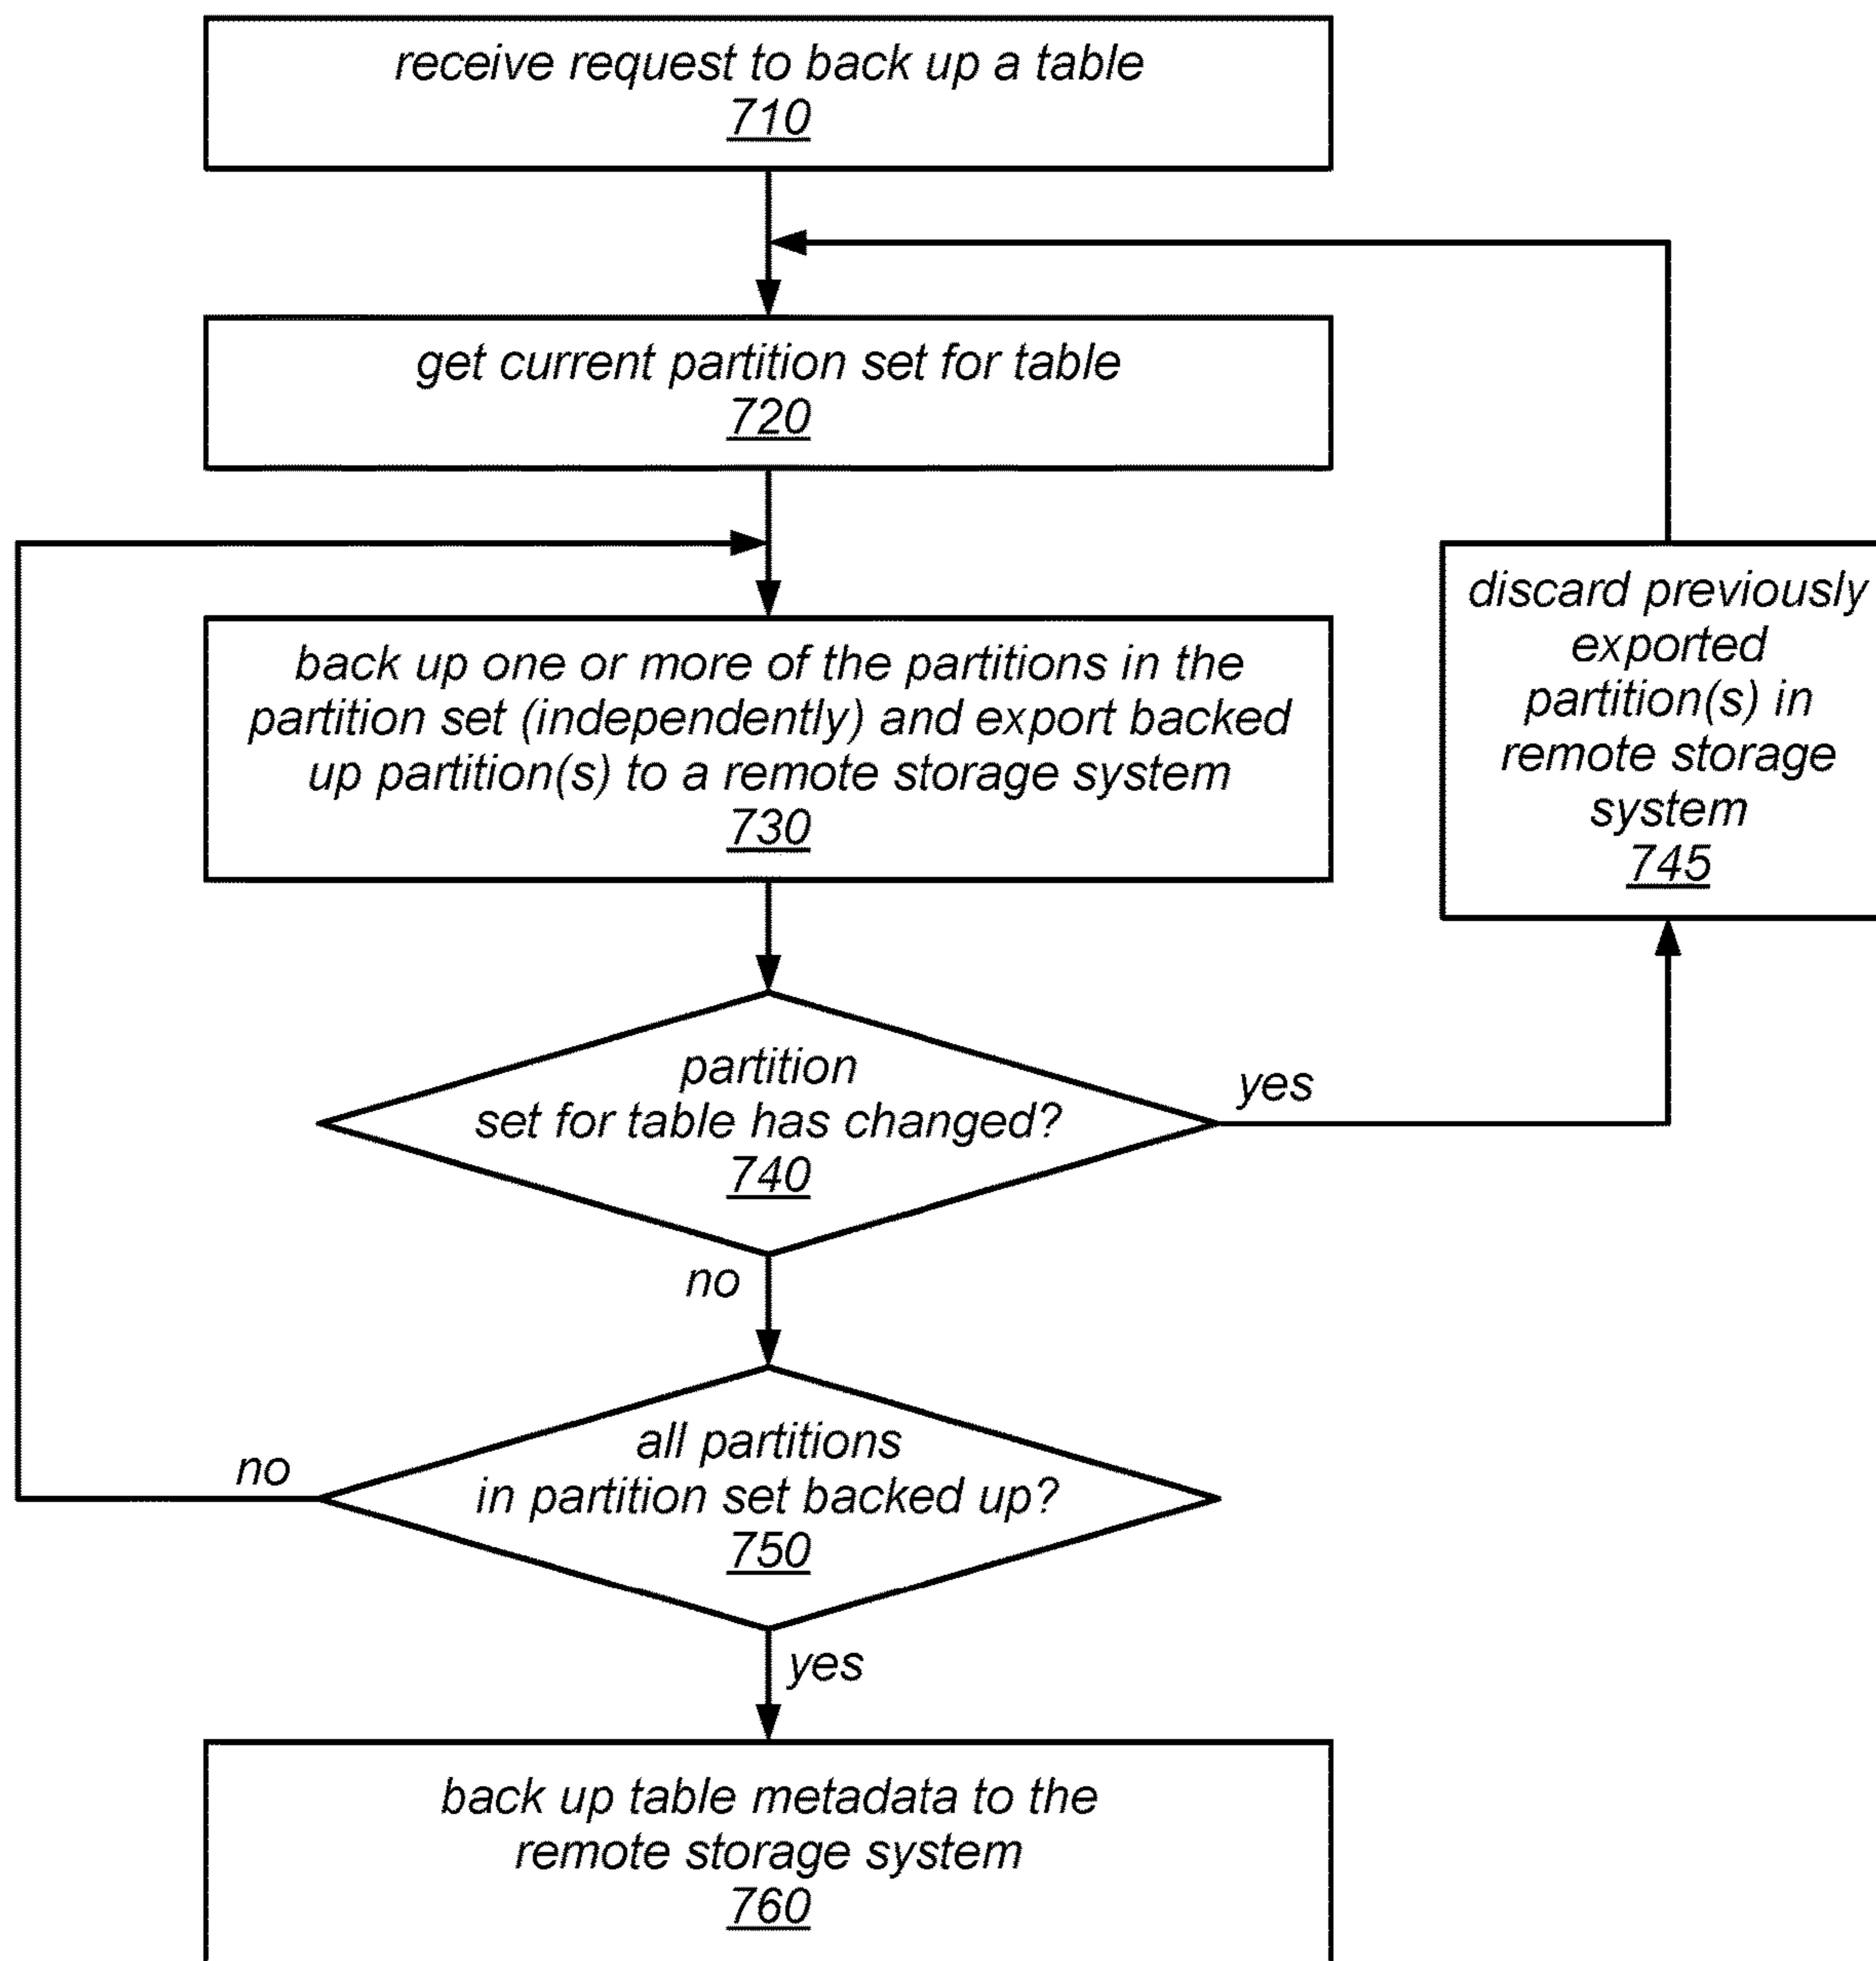 receive request to back up a table
710
get current partition set for table
720
back up one or more of the partitions in the
partition set (independently) and export backed
up partition(s) to a remote storage system
730
discard previously
exported
partition(s) in
remote storage
system
745
partition
set for table has changed?
740
yes
no
all partitions
in partition set backed up?
750
no
yes
back up table metadata to the
remote storage system
760